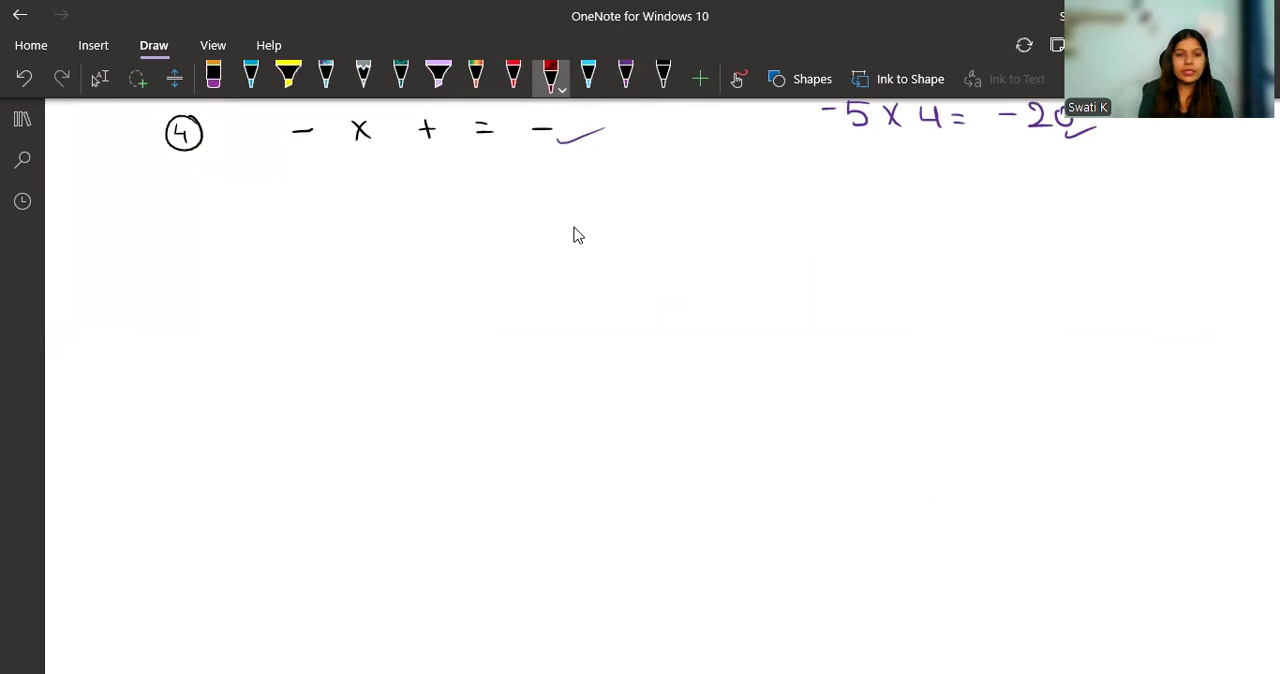 OneNote for Windows 10
Home Insert Draw View Help
Shapes Ink to Shape Ink to Text
Swati K
-5 x 4 = -20
4 - x + = -